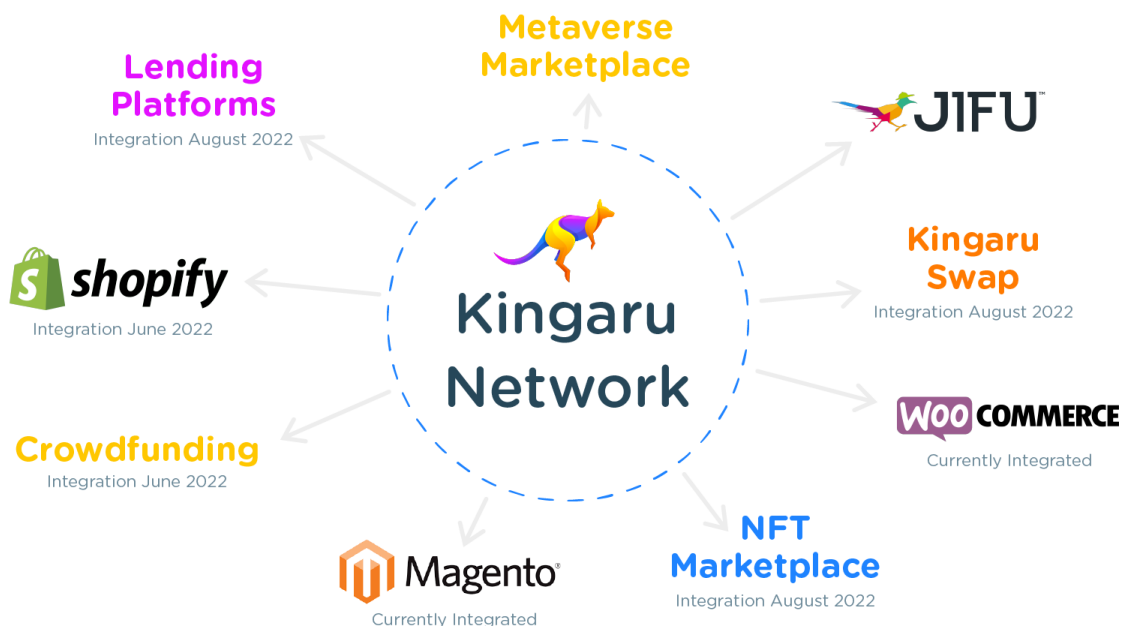 Metaverse
Marketplace
Lending
Platforms
Integration August 2022
JIFU™
Kingaru
Swap
Integration August 2022
shopify
Integration June 2022
Kingaru
Network
WOO COMMERCE
Currently Integrated
Crowdfunding
Integration June 2022
NFT
Marketplace
Integration August 2022
Magento®
Currently Integrated